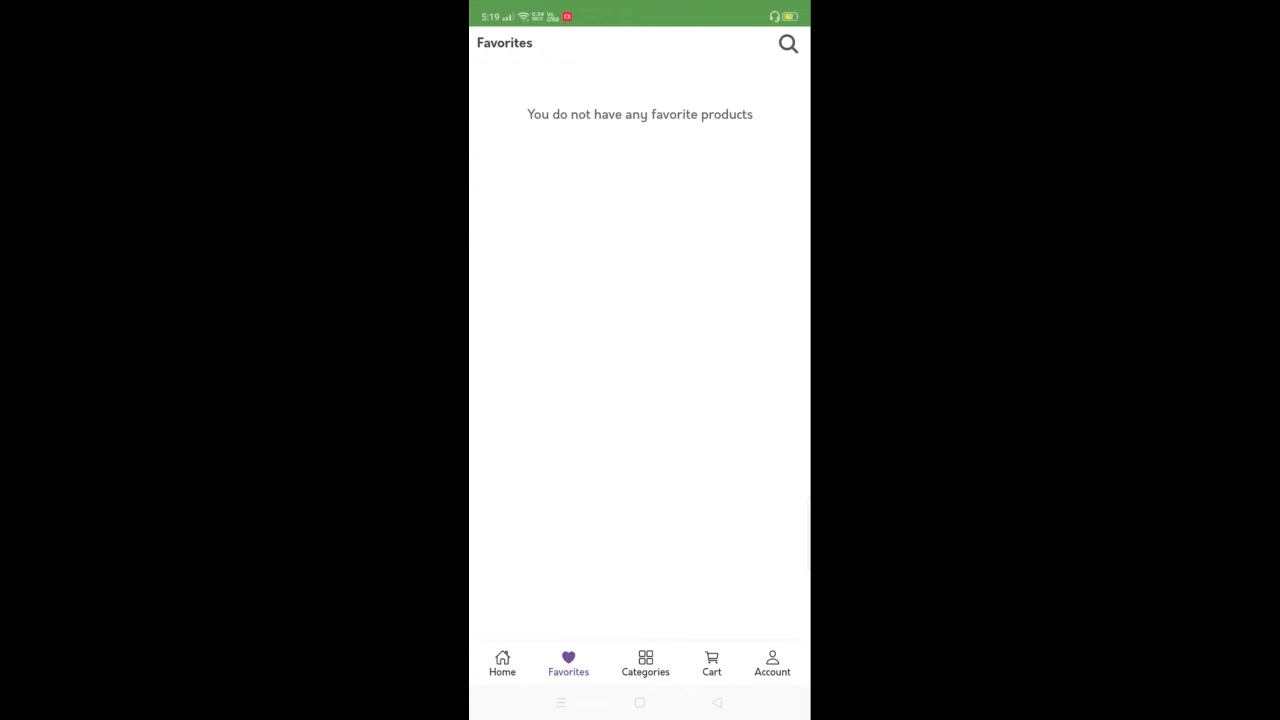 5:19
Favorites
You do not have any favorite products
Home
Favorites
Categories
Cart
Account